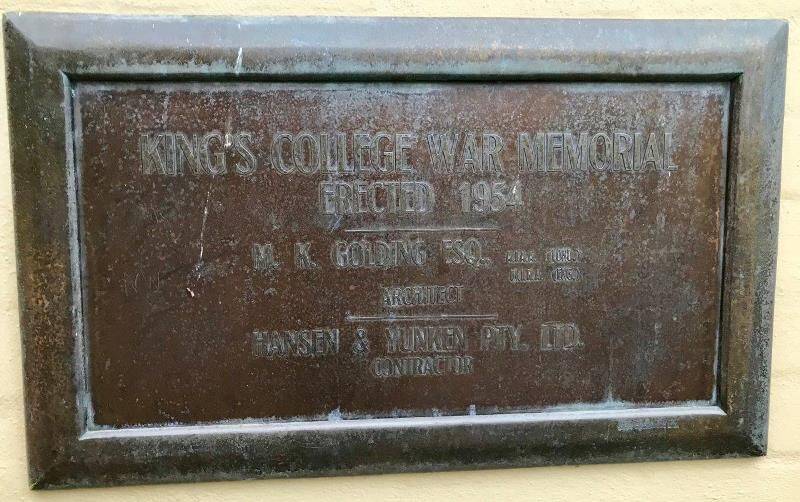 KING'S COLLEGE WAR MEMORIAL
ERECTED 1954
M. K. GOLDING ESQ.
ARCHITECT
HANSEN & YUNKEN PTY. LTD.
CONTRACTOR